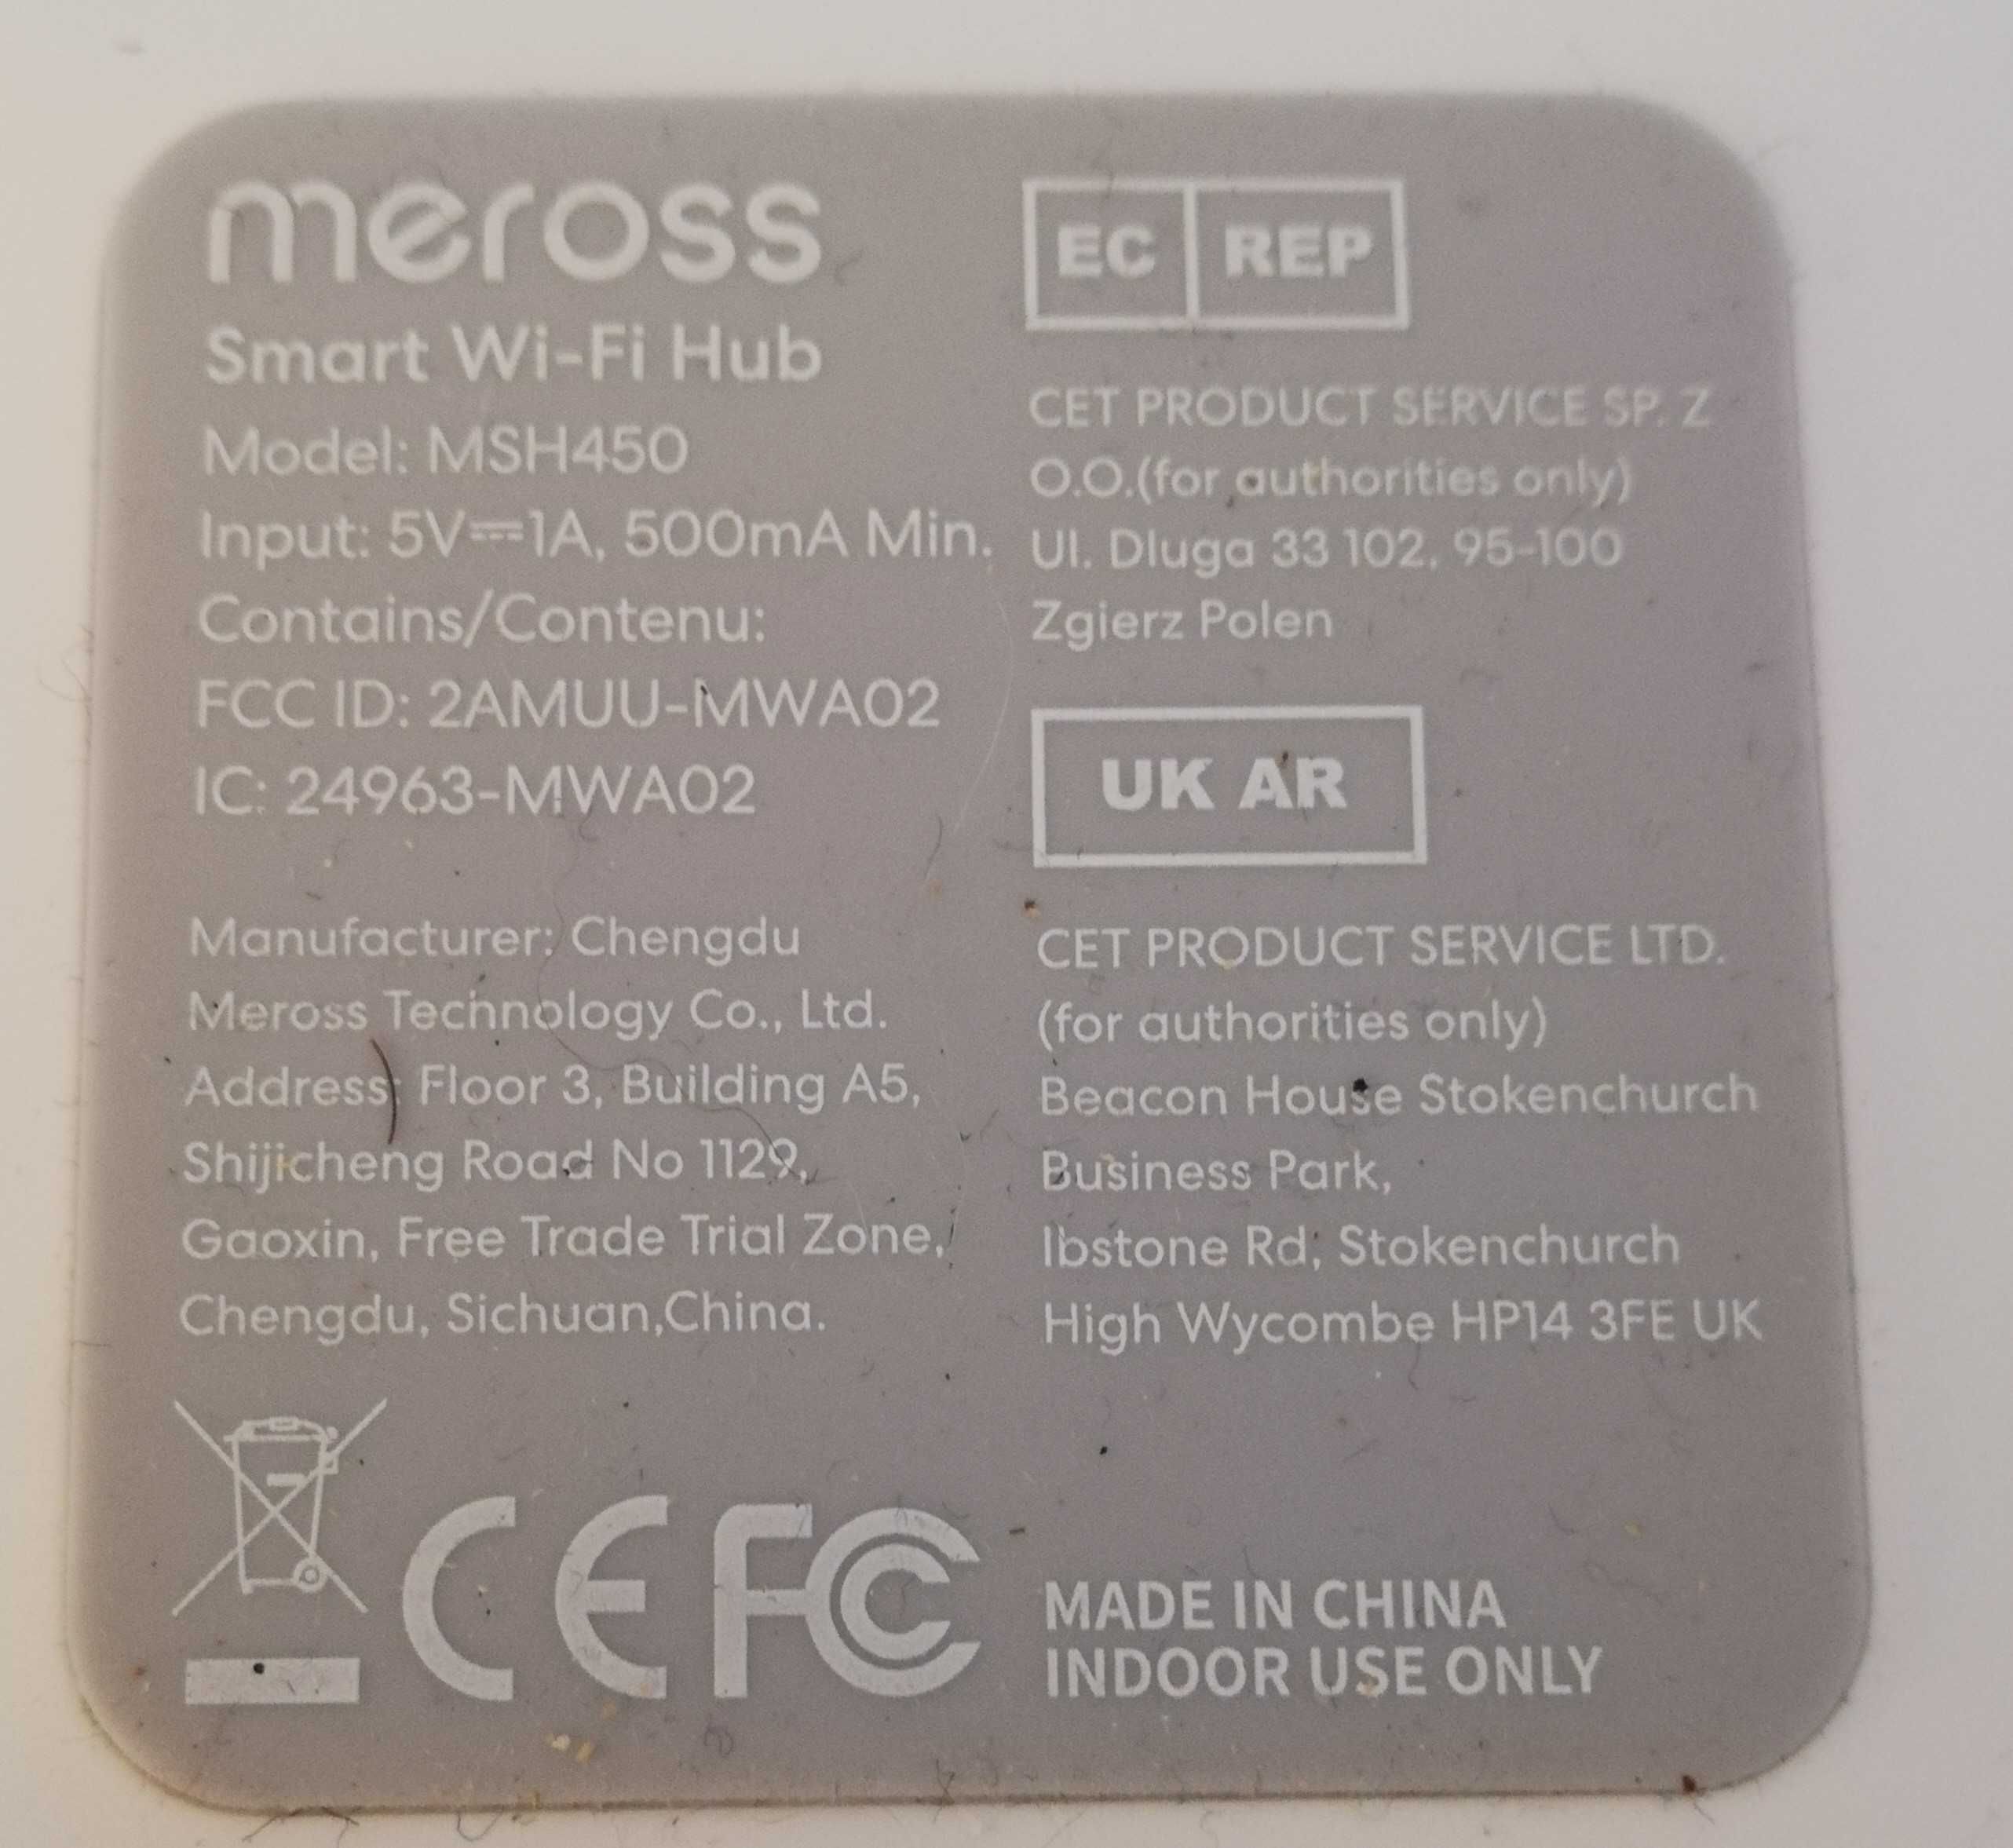 meross
Smart Wi-Fi Hub
Model: MSH450
Input: 5V⎓1A, 500mA Min.
Contains/Contenu:
FCC ID: 2AMUU-MWA02
IC: 24963-MWA02
Manufacturer: Chengdu
Meross Technology Co., Ltd.
Address: Floor 3, Building A5,
Shijicheng Road No 1129,
Gaoxin, Free Trade Trial Zone,
Chengdu, Sichuan,China.
CE FC
EC REP
CET PRODUCT SERVICE SP. Z
O.O.(for authorities only)
Ul. Dluga 33 102, 95-100
Zgierz Polen
UK AR
CET PRODUCT SERVICE LTD.
(for authorities only)
Beacon House Stokenchurch
Business Park,
Ibstone Rd, Stokenchurch
High Wycombe HP14 3FE UK
MADE IN CHINA
INDOOR USE ONLY